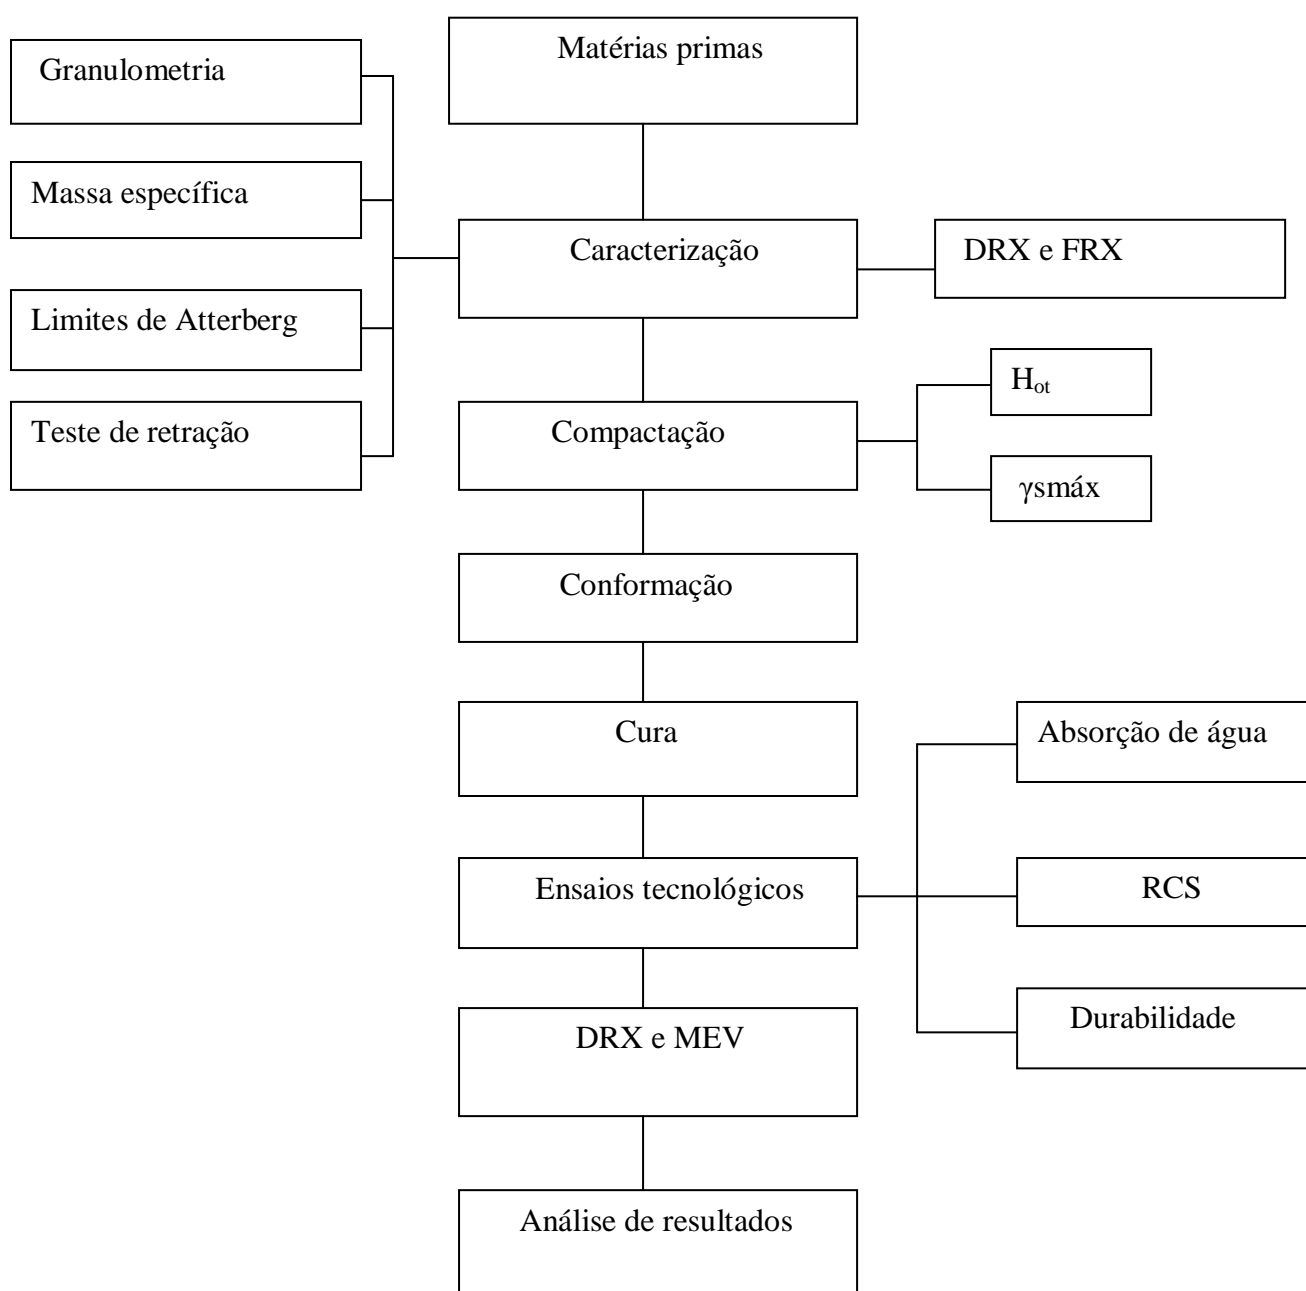 Matérias primas
Granulometria
Massa específica
Caracterização
DRX e FRX
Limites de Atterberg
H_ot
Teste de retração
Compactação
γsmáx
Conformação
Cura
Absorção de água
Ensaios tecnológicos
RCS
DRX e MEV
Durabilidade
Análise de resultados